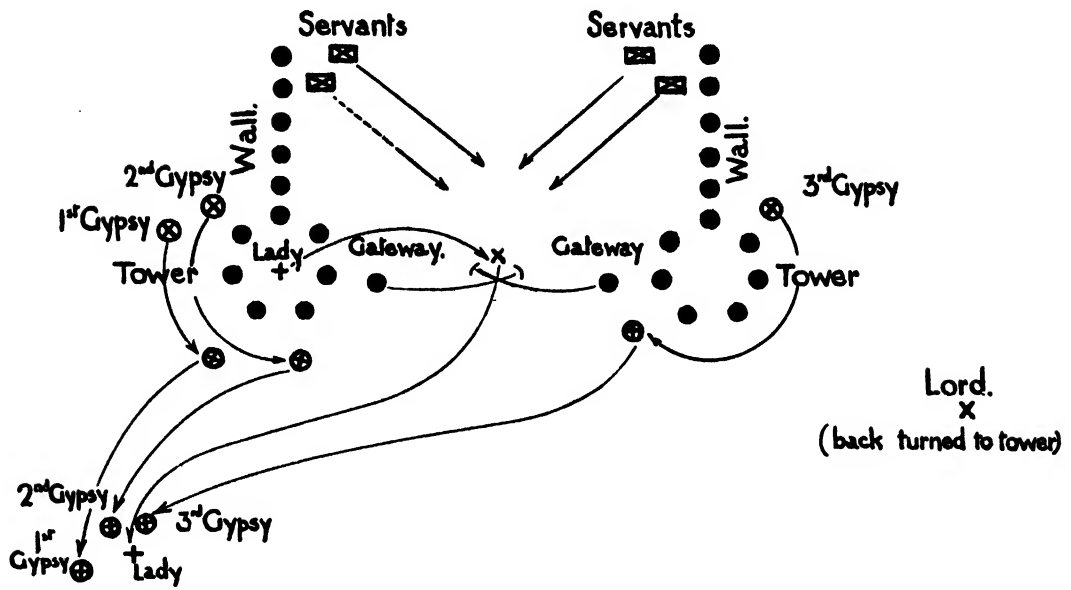 Servants
Servants
Wall.
Wall.
2nd Gypsy
3rd Gypsy
1st Gypsy
Lady
Gateway.
Gateway
Tower
Tower
Lord.
(back turned to tower)
2nd Gypsy
3rd Gypsy
1st
Gypsy
Lady